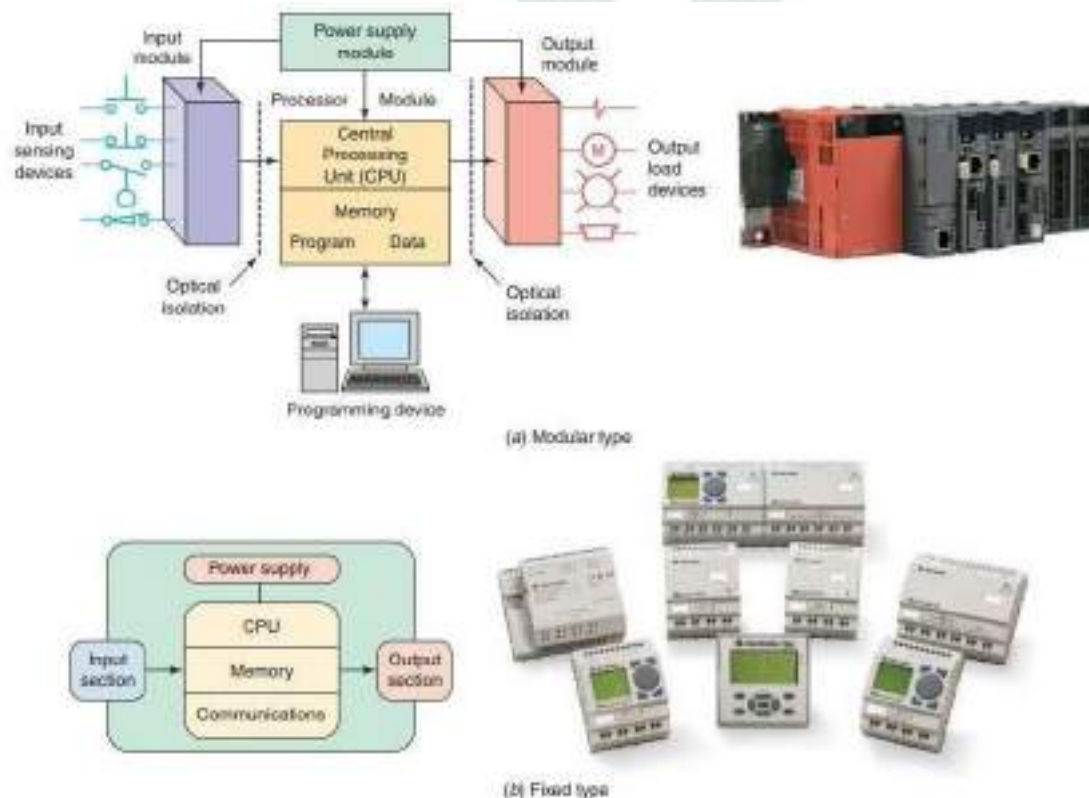 Power supply
module
Input
module
Output
module
Processor Module
Input
sensing
devices
Central
Processing
Unit (CPU)
Memory
Program Data
M
Output
load
devices
Optical
isolation
Optical
isolation
Programming device
(a) Modular type
Power supply
CPU
Memory
Communications
Input
section
Output
section
(b) Fixed type